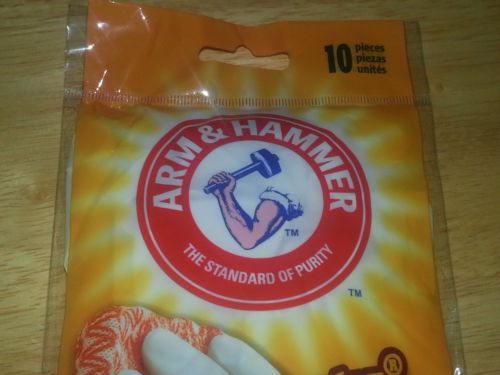 10 pieces
piezas
unités
ARM & HAMMER
TM
THE STANDARD OF PURITY
TM
®